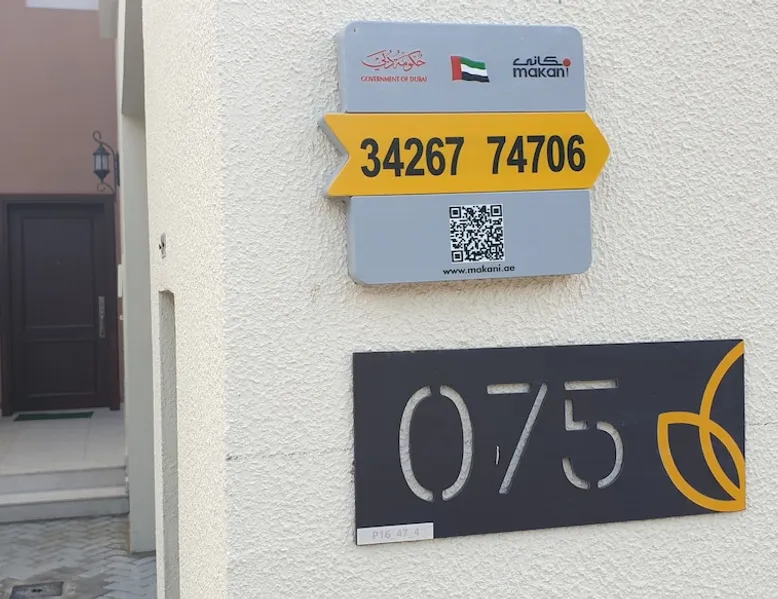 حكومة دبي
GOVERNMENT OF DUBAI
مكاني
makani
34267 74706
www.makani.ae
075
P16 47 4